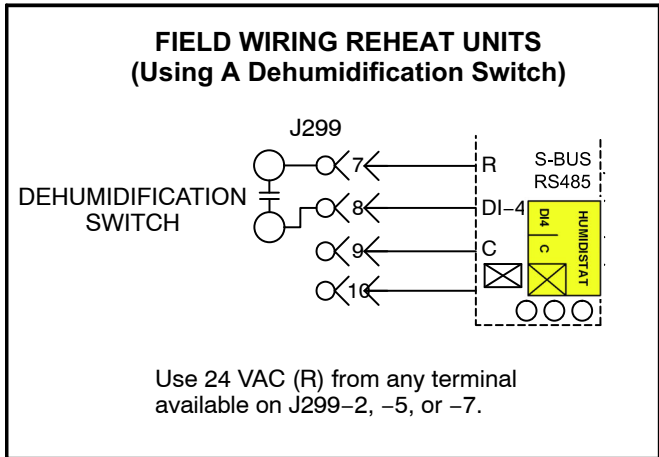 FIELD WIRING REHEAT UNITS
(Using A Dehumidification Switch)
J299
DEHUMIDIFICATION
SWITCH
7
8
9
10
R
DI−4
C
S-BUS
RS485
DI4
C
HUMIDISTAT
Use 24 VAC (R) from any terminal
available on J299−2, −5, or −7.